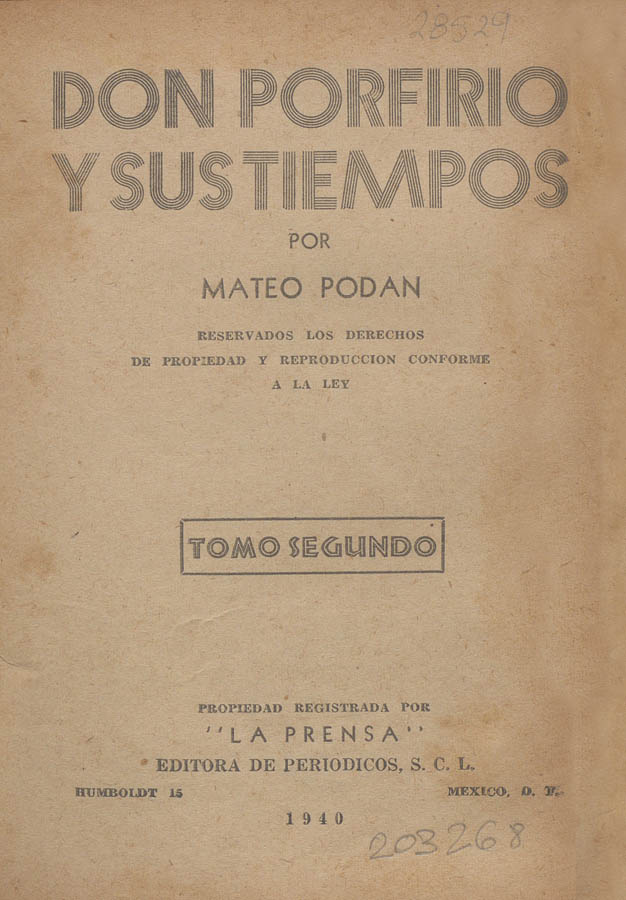 28529
DON PORFIRIO
Y SUS TIEMPOS
POR
MATEO PODAN
RESERVADOS LOS DERECHOS
DE PROPIEDAD Y REPRODUCCION CONFORME
A LA LEY
TOMO SEGUNDO
PROPIEDAD REGISTRADA POR
''LA PRENSA''
EDITORA DE PERIODICOS, S. C. L.
HUMBOLDT 15 MEXICO, D. F.
1940
203268